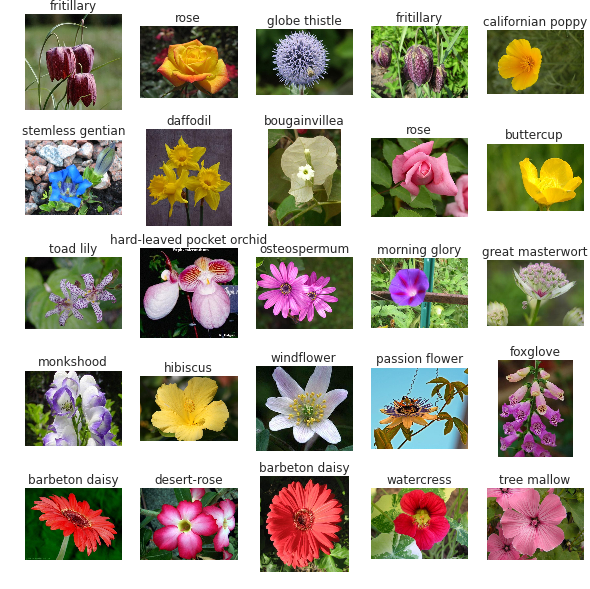 fritillary
rose
globe thistle
fritillary
californian poppy
stemless gentian
daffodil
bougainvillea
rose
buttercup
toad lily
hard-leaved pocket orchid
osteospermum
morning glory
great masterwort
monkshood
hibiscus
windflower
passion flower
foxglove
barbeton daisy
desert-rose
barbeton daisy
watercress
tree mallow